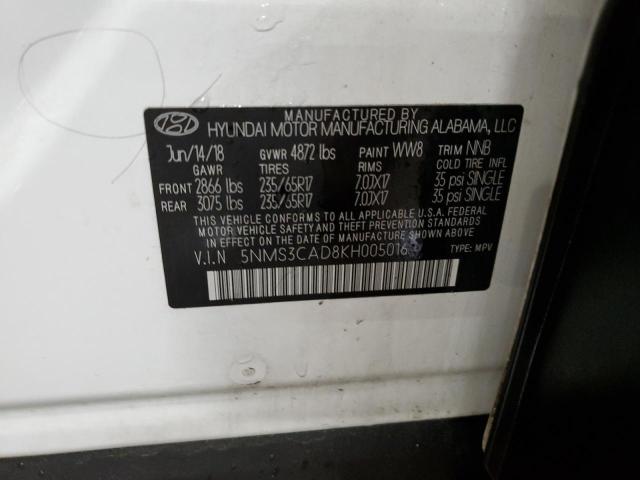 MANUFACTURED BY
HYUNDAI MOTOR MANUFACTURING ALABAMA, LLC
Jun/14/18 GVWR 4872 lbs PAINT WW8 TRIM NNB
GAWR TIRES RIMS COLD TIRE INFL
FRONT 2866 lbs 235/65R17 7.0JX17 35 psi SINGLE
REAR 3075 lbs 235/65R17 7.0JX17 35 psi SINGLE
THIS VEHICLE CONFORMS TO ALL APPLICABLE U.S.A. FEDERAL
MOTOR VEHICLE SAFETY AND THEFT PREVENTION STANDARDS
IN EFFECT ON THE DATE OF MANUFACTURE SHOWN ABOVE.
V.I.N 5NMS3CAD8KH005016 TYPE: MPV